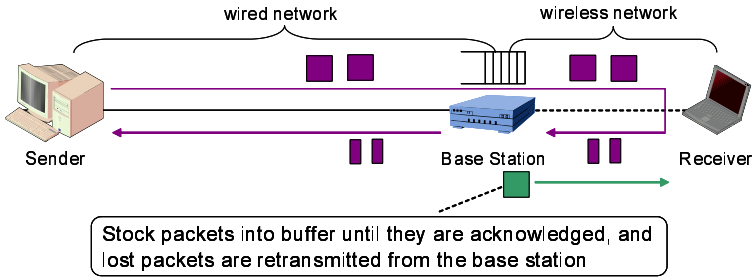 wired network
wireless network
Sender
Base Station
Receiver
Stock packets into buffer until they are acknowledged, and
lost packets are retransmitted from the base station